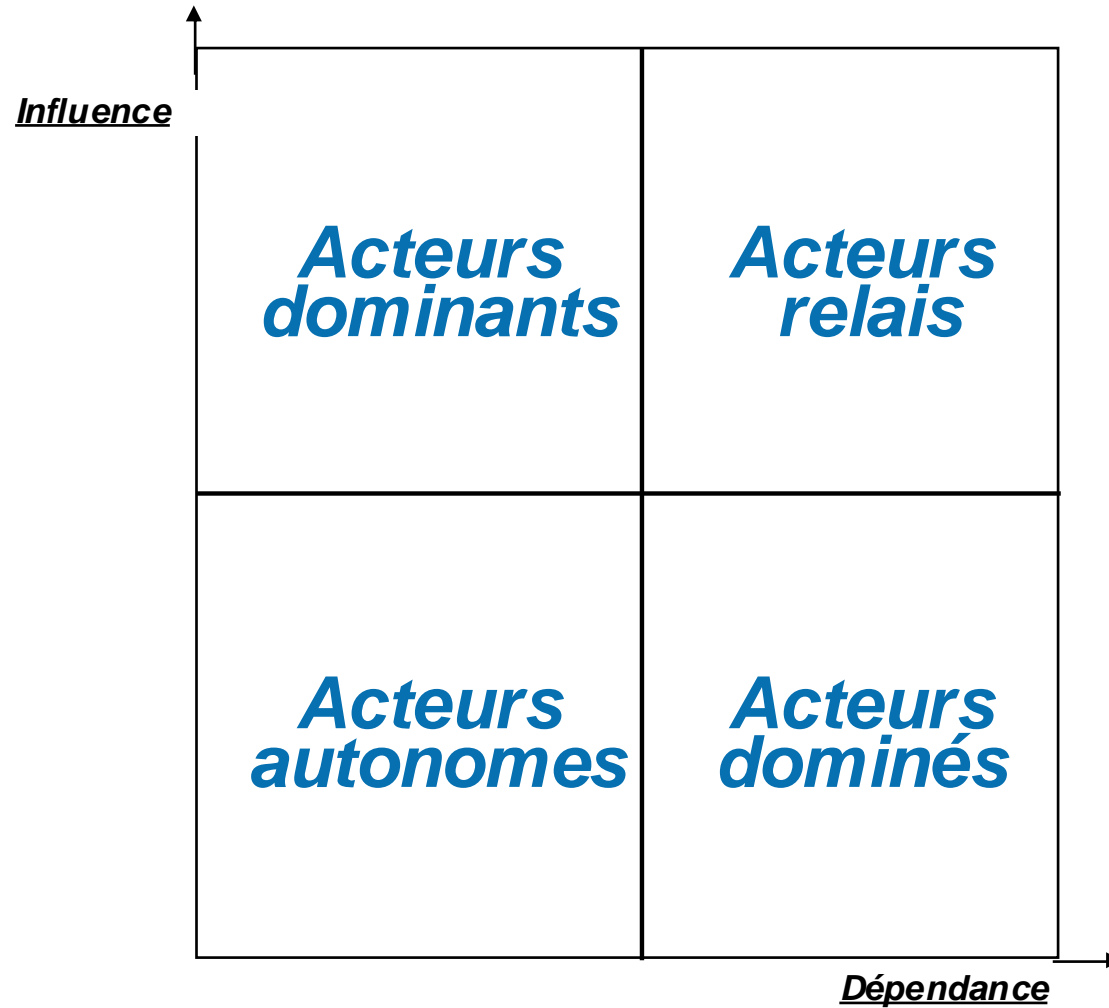 Influence
Acteurs
dominants
Acteurs
relais
Acteurs
autonomes
Acteurs
dominés
Dépendance